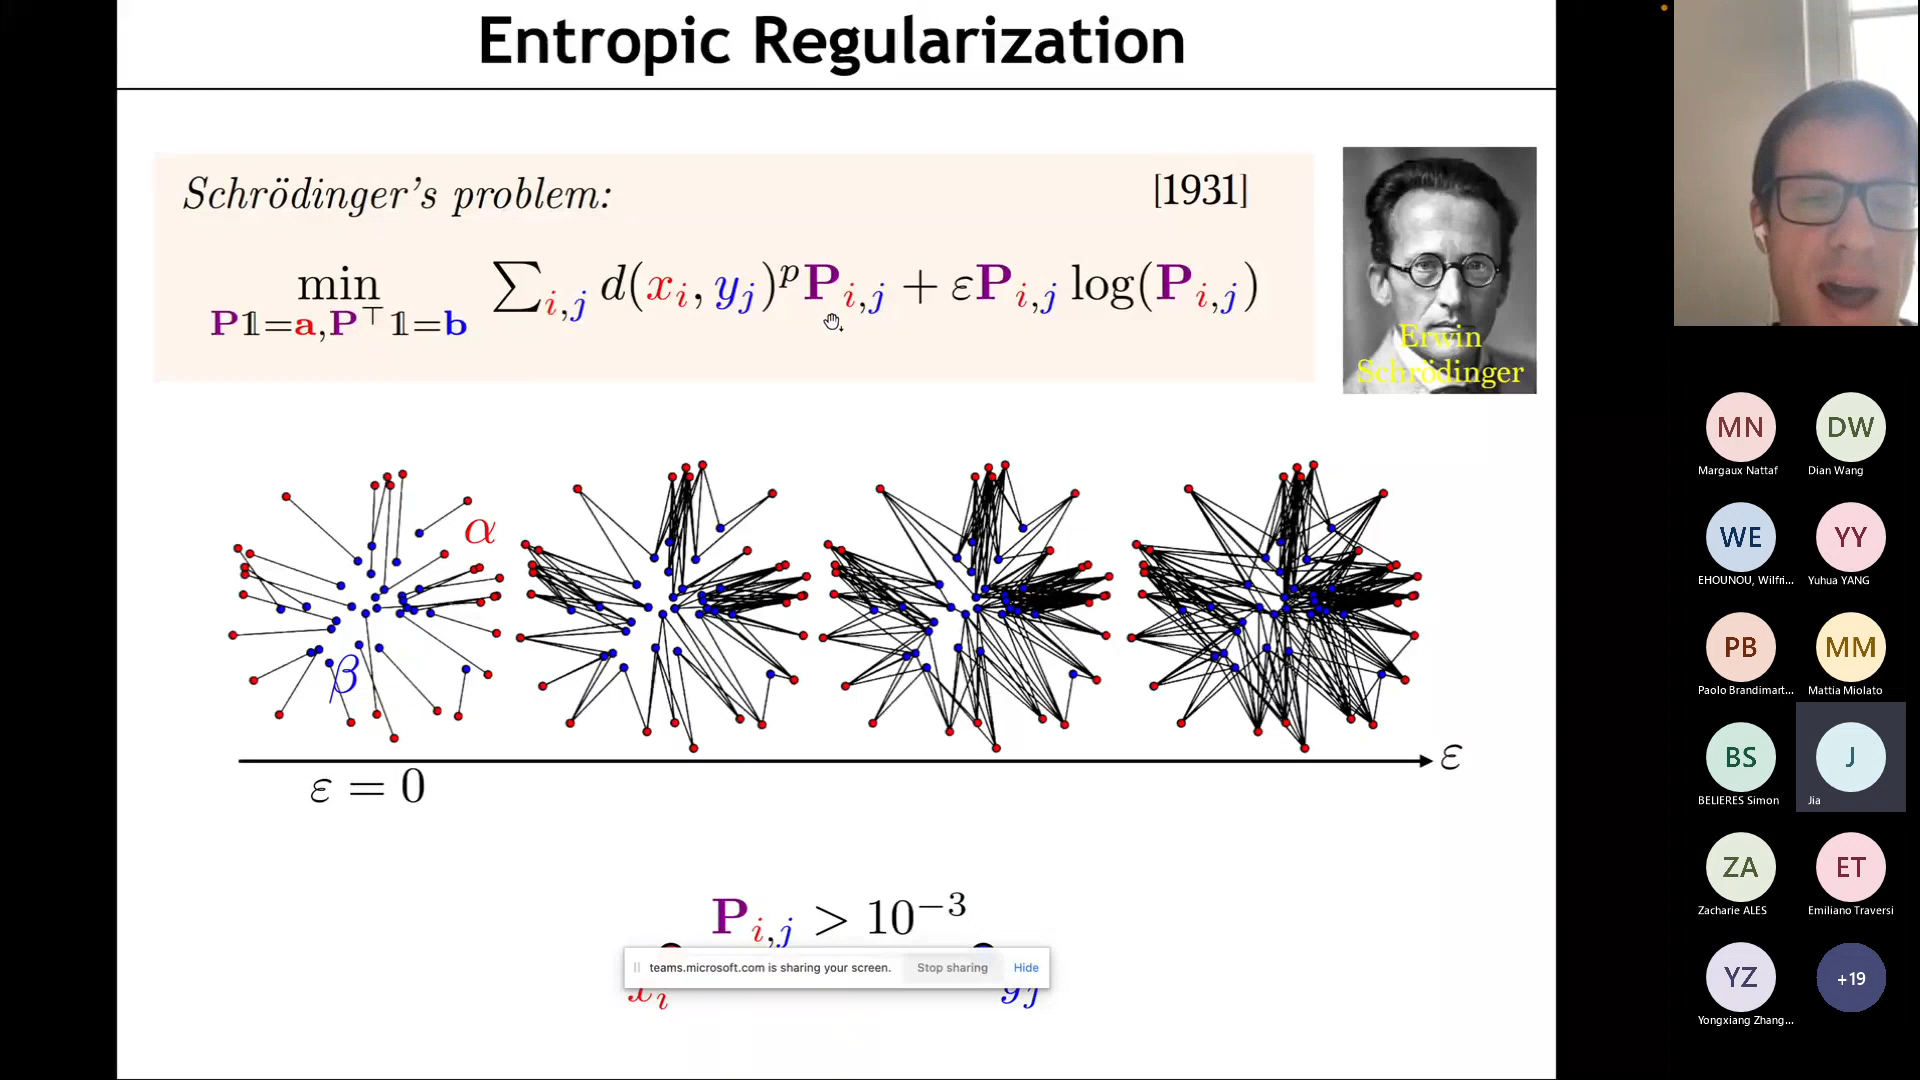 Entropic Regularization
Schrödinger's problem: [1931]
min ∑i,j d(xi, yj)^p Pi,j + εPi,j log(Pi,j)
P𝟙=a,P^⊤𝟙=b
Erwin
Schrödinger
α
β
ε
ε = 0
Pi,j > 10^−3
teams.microsoft.com is sharing your screen. Stop sharing Hide
xi yj
MN DW
Margaux Nattaf Dian Wang
WE YY
EHOUNOU, Wilfri... Yuhua YANG
PB MM
Paolo Brandimart... Mattia Miolato
BS J
BELIERES Simon Jia
ZA ET
Zacharie ALES Emiliano Traversi
YZ +19
Yongxiang Zhang...